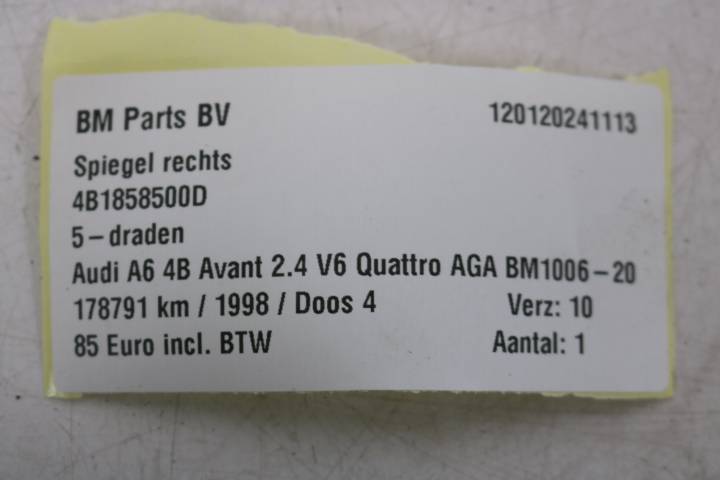 BM Parts BV 120120241113
Spiegel rechts
4B1858500D
5-draden
Audi A6 4B Avant 2.4 V6 Quattro AGA BM1006-20
178791 km / 1998 / Doos 4 Verz: 10
85 Euro incl. BTW Aantal: 1